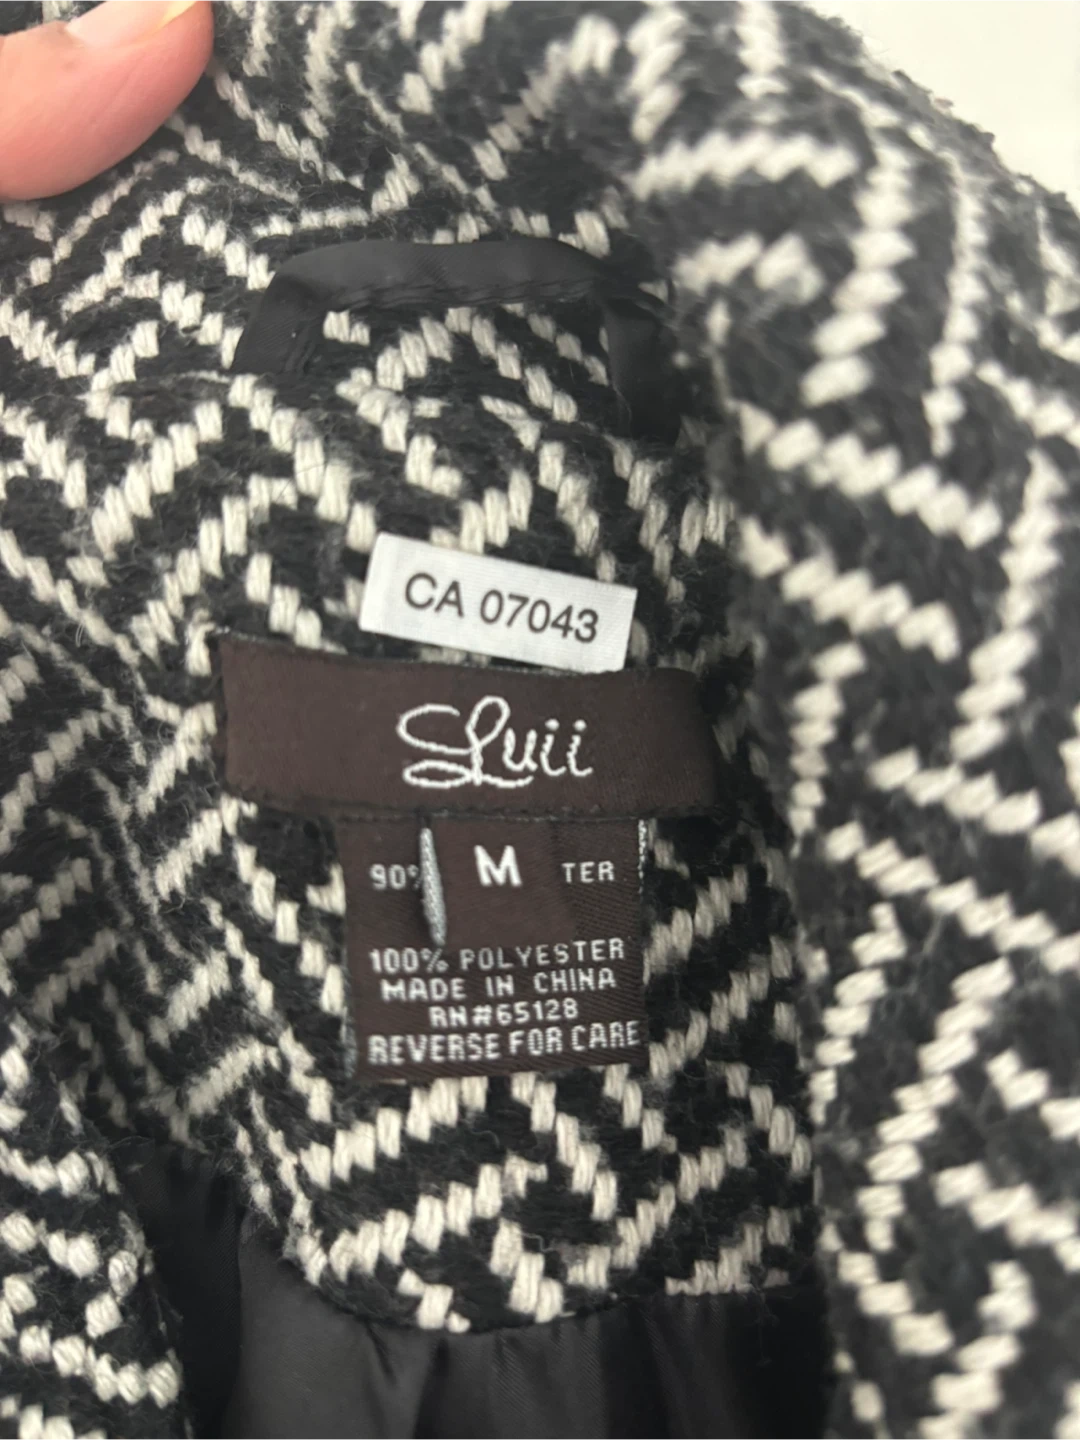 CA 07043
Luii
90% M TER
100% POLYESTER
MADE IN CHINA
RN#65128
REVERSE FOR CARE